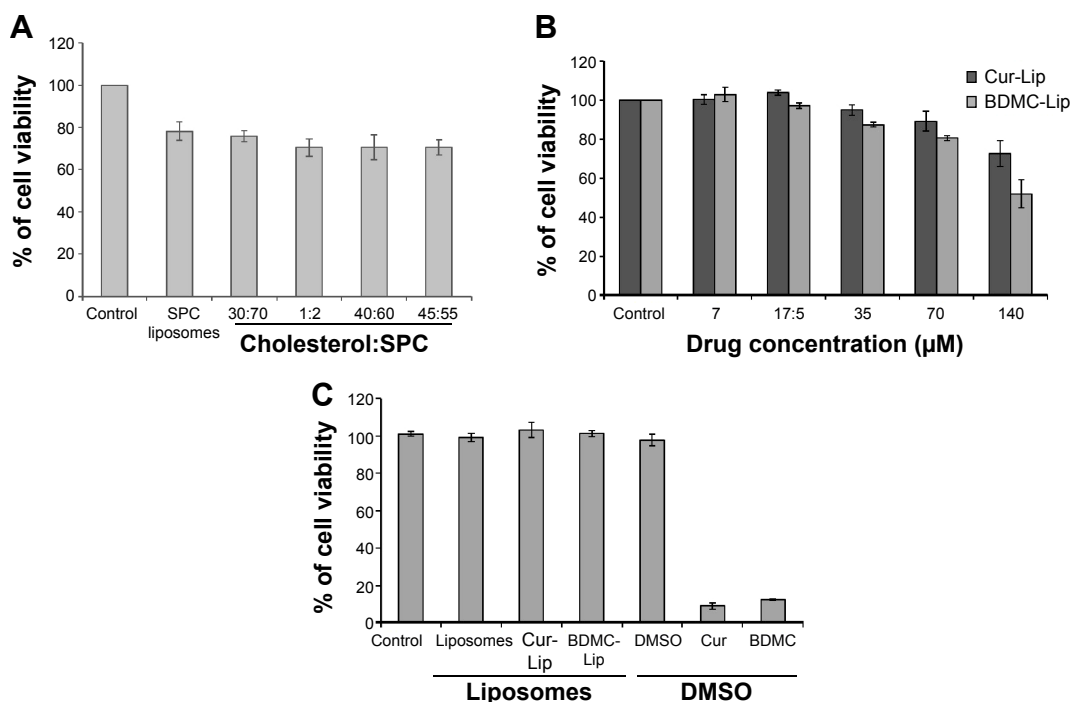 A
% of cell viability
120
100
80
60
40
20
0
Control
SPC
liposomes
30:70
1:2
40:60
45:55
Cholesterol:SPC
B
% of cell viability
120
100
80
60
40
20
0
Cur-Lip
BDMC-Lip
Control
7
17:5
35
70
140
Drug concentration (µM)
C
% of cell viability
120
100
80
60
40
20
0
Control
Liposomes
Cur-
Lip
BDMC-
Lip
DMSO
Cur
BDMC
Liposomes
DMSO